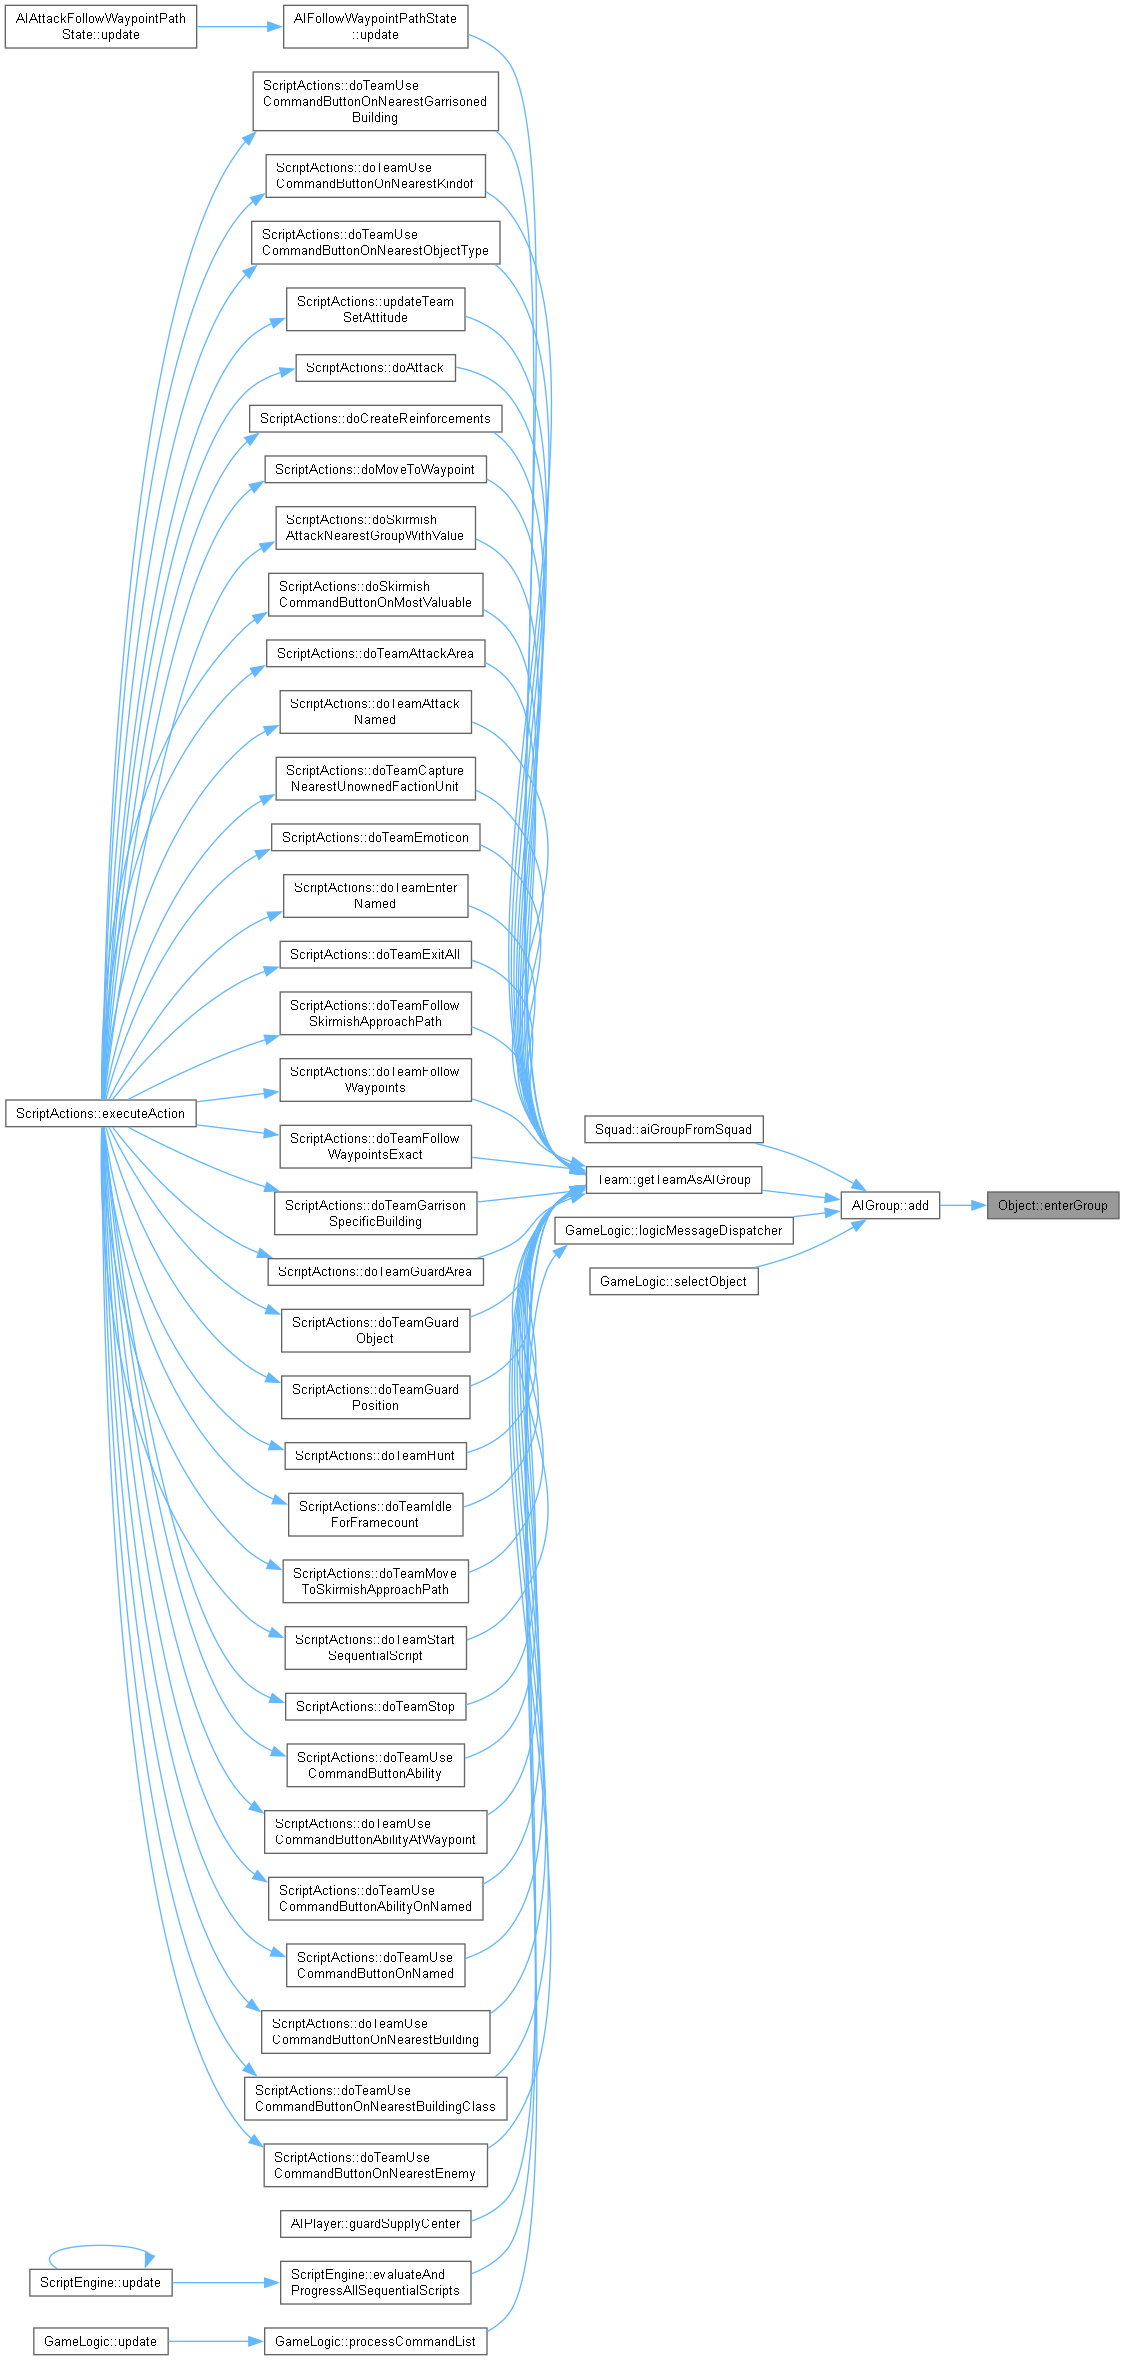 AIAttackFollowWaypointPath
State::update
AIFollowWaypointPathState
::update
ScriptActions::doTeamUse
CommandButtonOnNearestGarrisoned
Building
ScriptActions::doTeamUse
CommandButtonOnNearestKindof
ScriptActions::doTeamUse
CommandButtonOnNearestObjectType
ScriptActions::updateTeam
SetAttitude
ScriptActions::doAttack
ScriptActions::doCreateReinforcements
ScriptActions::doMoveToWaypoint
ScriptActions::doSkirmish
AttackNearestGroupWithValue
ScriptActions::doSkirmish
CommandButtonOnMostValuable
ScriptActions::doTeamAttackArea
ScriptActions::doTeamAttack
Named
ScriptActions::doTeamCapture
NearestUnownedFactionUnit
ScriptActions::doTeamEmoticon
ScriptActions::doTeamEnter
Named
ScriptActions::doTeamExitAll
ScriptActions::doTeamFollow
SkirmishApproachPath
ScriptActions::doTeamFollow
Waypoints
ScriptActions::executeAction
ScriptActions::doTeamFollow
WaypointsExact
Squad::aiGroupFromSquad
Team::getTeamAsAIGroup
AIGroup::add
Object::enterGroup
ScriptActions::doTeamGarrison
SpecificBuilding
GameLogic::logicMessageDispatcher
ScriptActions::doTeamGuardArea
GameLogic::selectObject
ScriptActions::doTeamGuard
Object
ScriptActions::doTeamGuard
Position
ScriptActions::doTeamHunt
ScriptActions::doTeamIdle
ForFramecount
ScriptActions::doTeamMove
ToSkirmishApproachPath
ScriptActions::doTeamStart
SequentialScript
ScriptActions::doTeamStop
ScriptActions::doTeamUse
CommandButtonAbility
ScriptActions::doTeamUse
CommandButtonAbilityAtWaypoint
ScriptActions::doTeamUse
CommandButtonAbilityOnNamed
ScriptActions::doTeamUse
CommandButtonOnNamed
ScriptActions::doTeamUse
CommandButtonOnNearestBuilding
ScriptActions::doTeamUse
CommandButtonOnNearestBuildingClass
ScriptActions::doTeamUse
CommandButtonOnNearestEnemy
AIPlayer::guardSupplyCenter
ScriptEngine::update
ScriptEngine::evaluateAnd
ProgressAllSequentialScripts
GameLogic::update
GameLogic::processCommandList